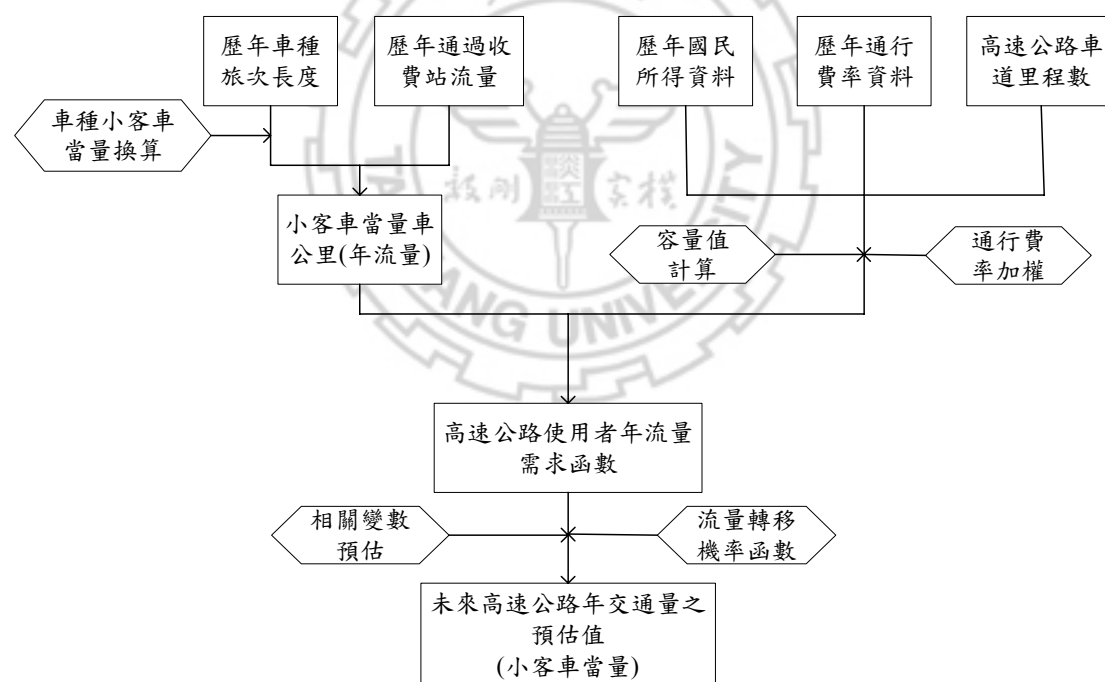 歷年車種
旅次長度
歷年通過收
費站流量
歷年國民
所得資料
歷年通行
費率資料
高速公路車
道里程數
車種小客車
當量換算
小客車當量車
公里(年流量)
容量值
計算
通行費
率加權
高速公路使用者年流量
需求函數
相關變數
預估
流量轉移
機率函數
未來高速公路年交通量之
預估值
(小客車當量)
UNIVERSITY